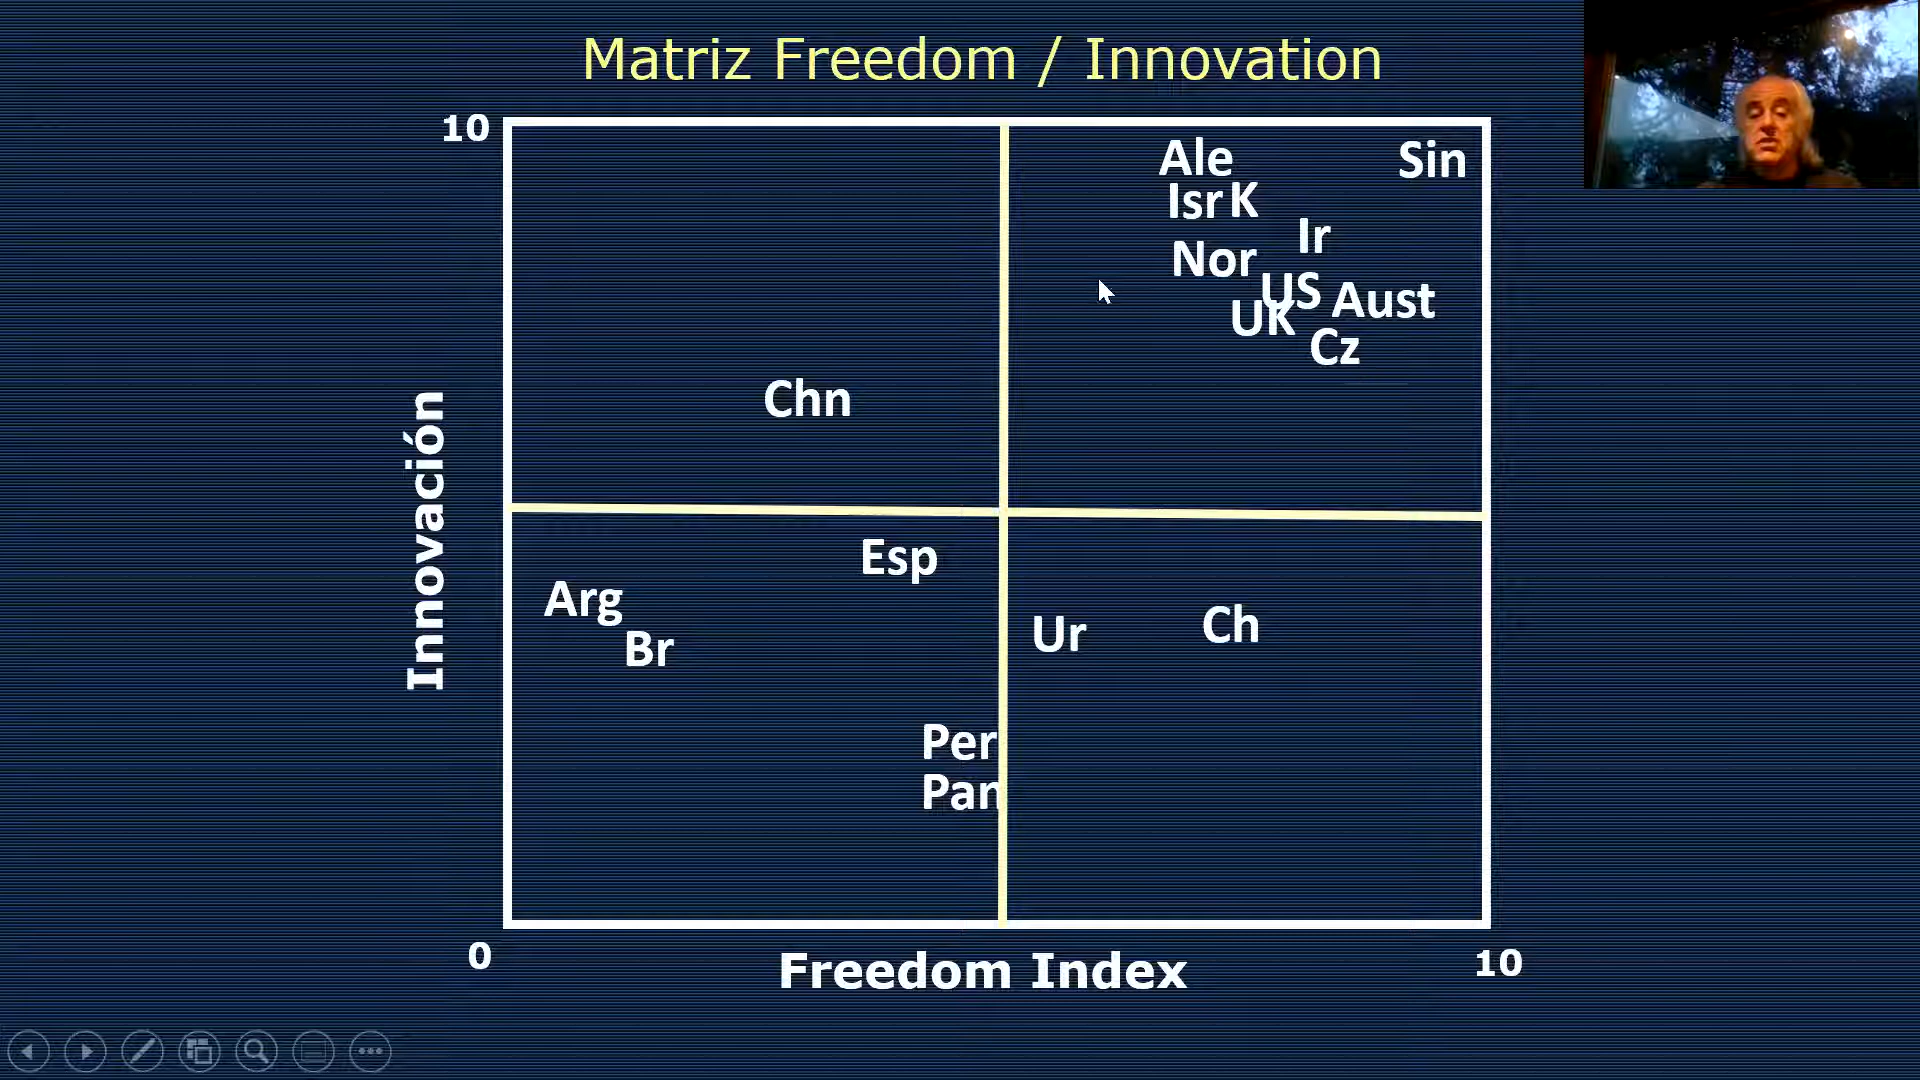 Matriz Freedom / Innovation
10
Ale
Sin
Isr
K
Ir
Nor
US
Aust
UK
Cz
Chn
Innovación
Esp
Arg
Br
Ur
Ch
Per
Pan
0
Freedom Index
10